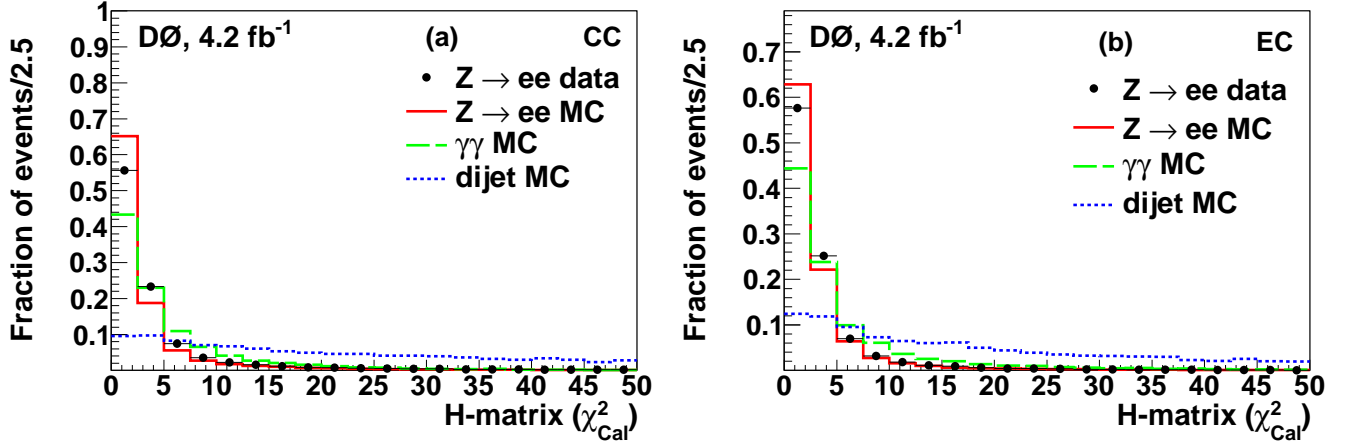 Fraction of events/2.5
1
0.9
0.8
0.7
0.6
0.5
0.4
0.3
0.2
0.1
DØ, 4.2 fb⁻¹ (a) CC
Z → ee data
Z → ee MC
γγ MC
dijet MC
0 5 10 15 20 25 30 35 40 45 50
H-matrix (χ²Cal)
Fraction of events/2.5
0.7
0.6
0.5
0.4
0.3
0.2
0.1
DØ, 4.2 fb⁻¹ (b) EC
Z → ee data
Z → ee MC
γγ MC
dijet MC
0 5 10 15 20 25 30 35 40 45 50
H-matrix (χ²Cal)